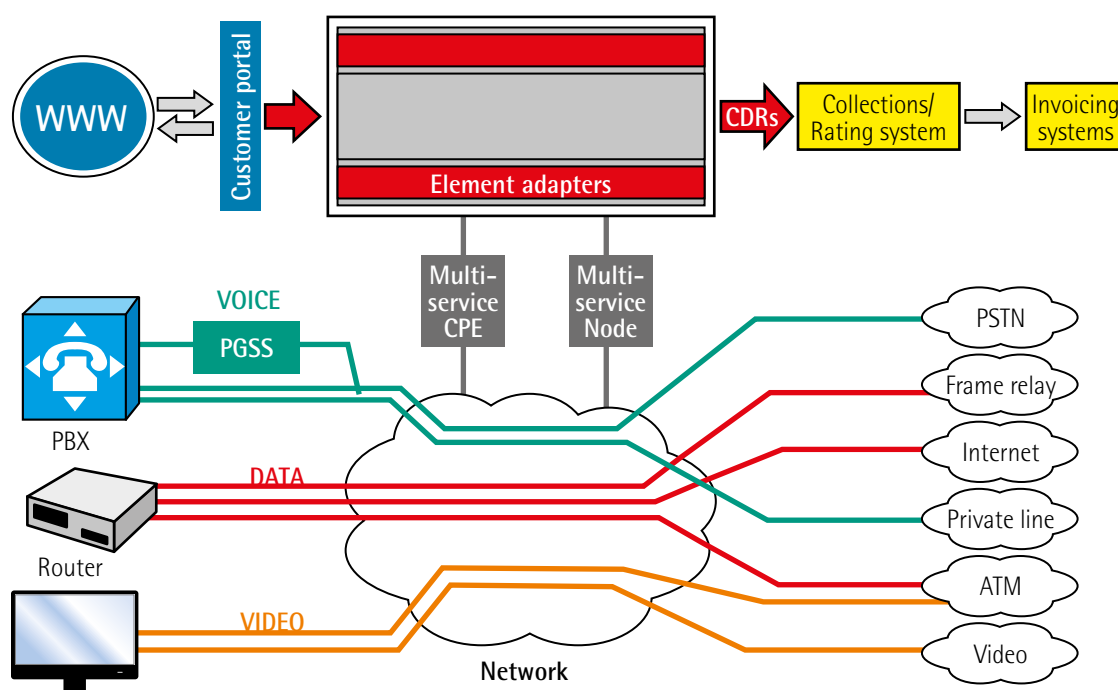 WWW
Customer portal
Element adapters
CDRs
Collections/
Rating system
Invoicing
systems
Multi-
service
CPE
Multi-
service
Node
VOICE
PGSS
PBX
DATA
Router
VIDEO
Network
PSTN
Frame relay
Internet
Private line
ATM
Video